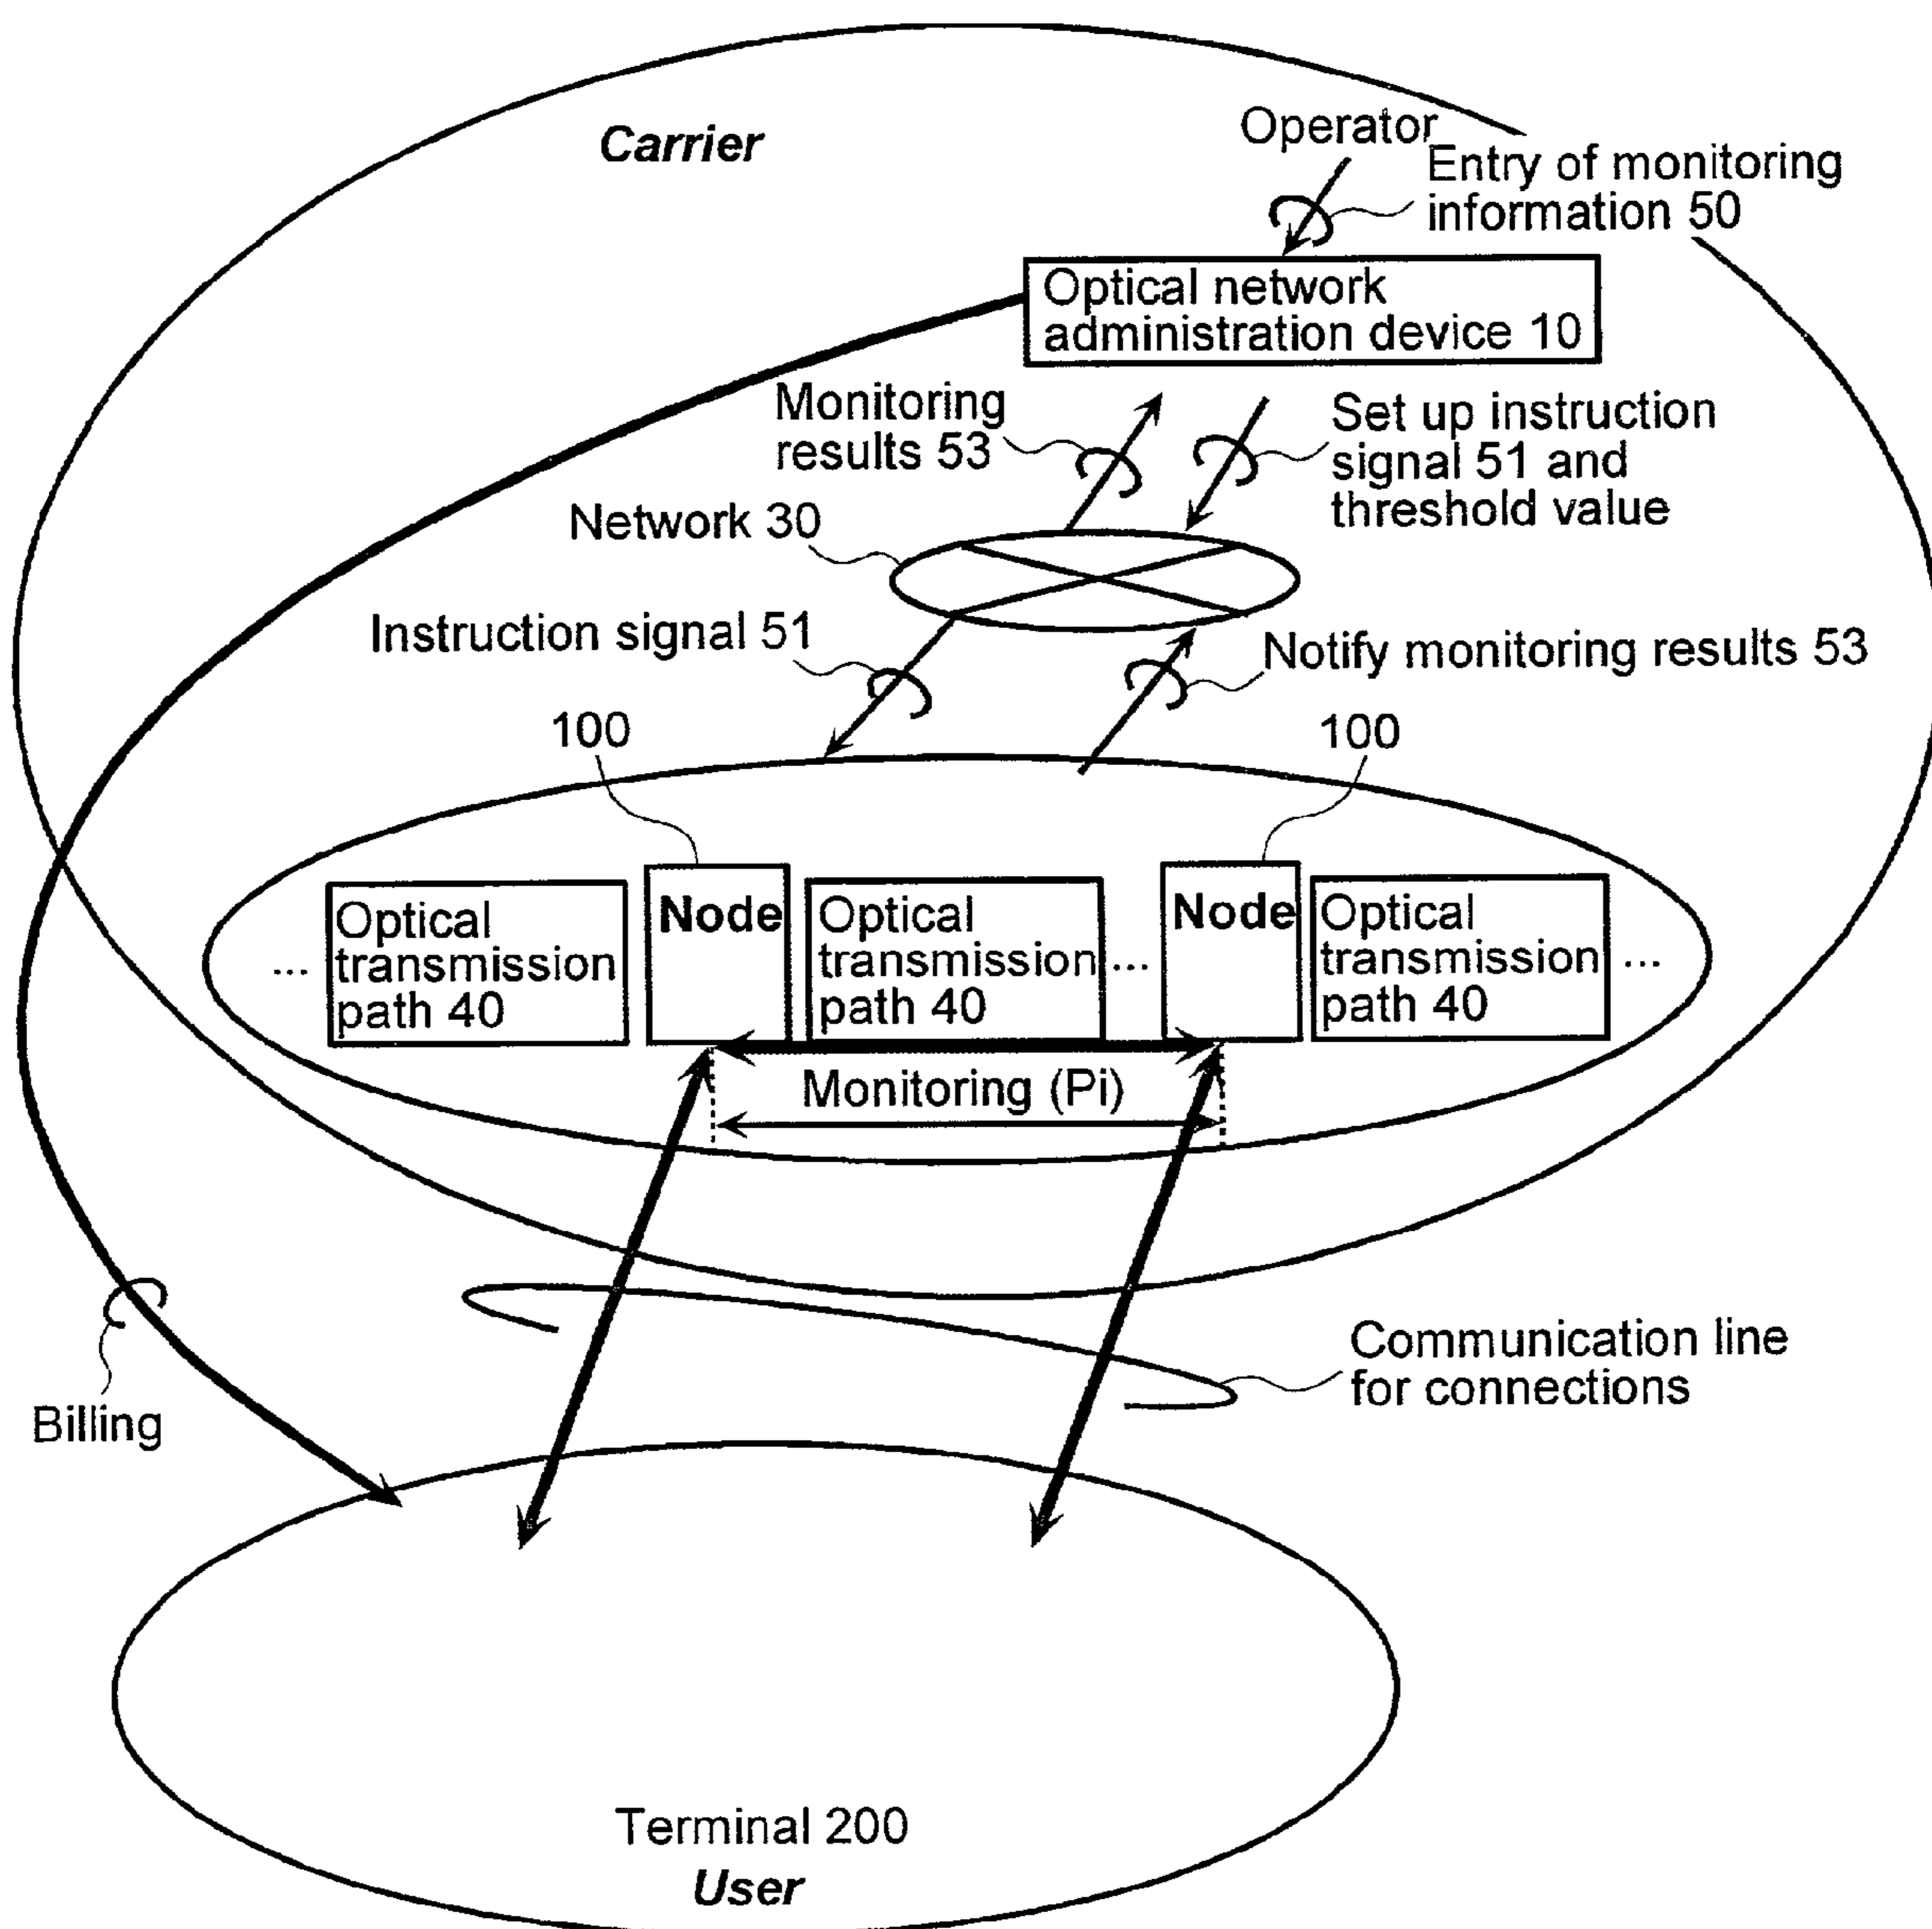 Carrier
Operator
Entry of monitoring
information 50
Optical network
administration device 10
Monitoring
results 53
Set up instruction
signal 51 and
threshold value
Network 30
Instruction signal 51
Notify monitoring results 53
100
100
...
Optical
transmission
path 40
Node
Optical
transmission
path 40
...
Node
Optical
transmission
path 40
...
Monitoring (Pi)
Communication line
for connections
Billing
Terminal 200
User